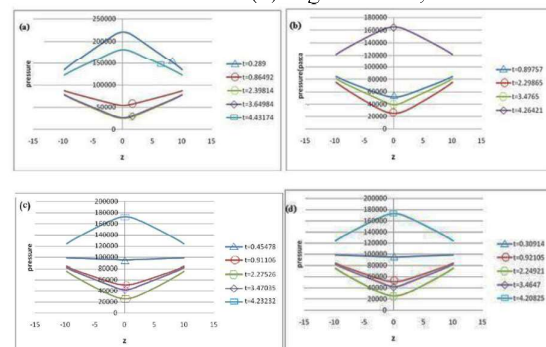 (a)
250000
200000
150000
100000
50000
0
pressure
-15 -10 -5 0 5 10 15
z
t=0.289
t=0.86492
t=2.39814
t=3.64984
t=4.43174
(b)
180000
160000
140000
120000
100000
80000
60000
40000
20000
0
-15 -10 -5 0 5 10 15
z
t=0.89757
t=2.29865
t=3.4765
t=4.26421
(c)
200000
180000
160000
140000
120000
100000
80000
60000
40000
20000
0
pressure
-15 -10 -5 0 5 10 15
z
t=0.45478
t=0.91106
t=2.27526
t=3.47035
t=4.23232
(d)
200000
180000
160000
140000
120000
100000
80000
60000
40000
20000
0
pressure
-15 -10 -5 0 5 10 15
z
t=0.30914
t=0.92105
t=2.24921
t=3.4647
t=4.20825